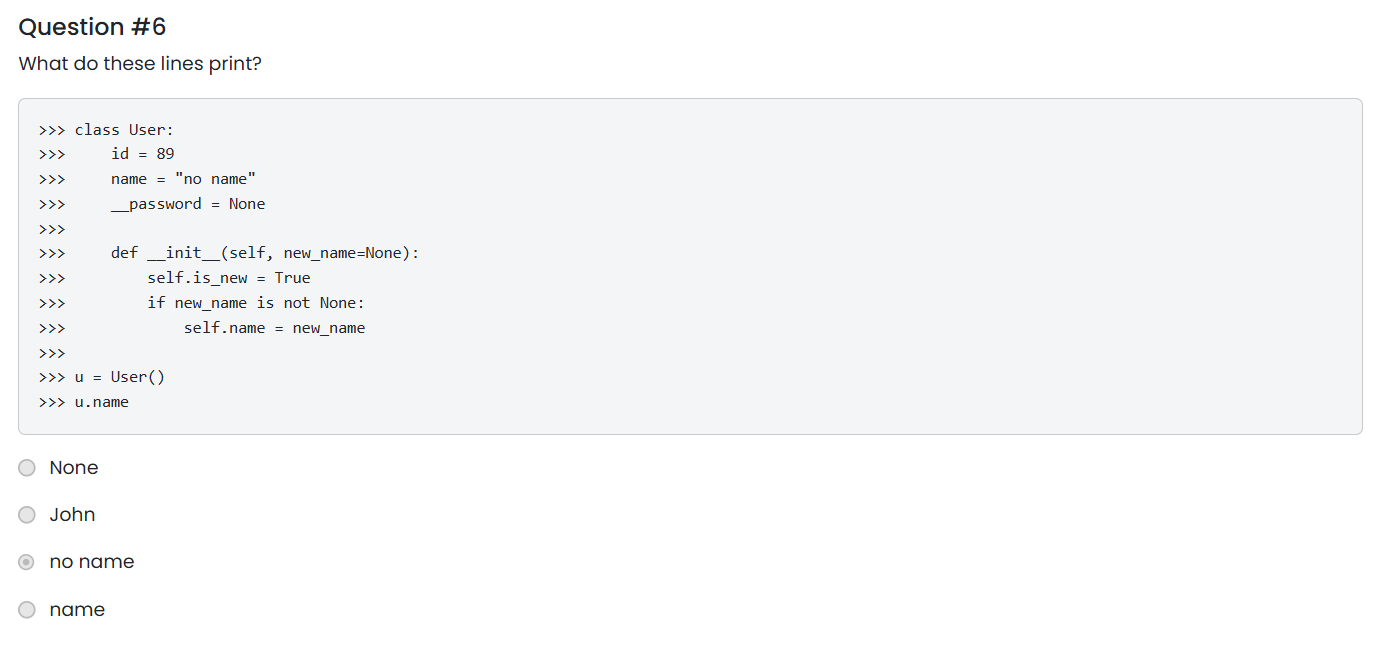 Question #6
What do these lines print?
>>> class User:
>>>     id = 89
>>>     name = "no name"
>>>     __password = None
>>>
>>>     def __init__(self, new_name=None):
>>>         self.is_new = True
>>>         if new_name is not None:
>>>             self.name = new_name
>>>
>>> u = User()
>>> u.name
None
John
no name
name